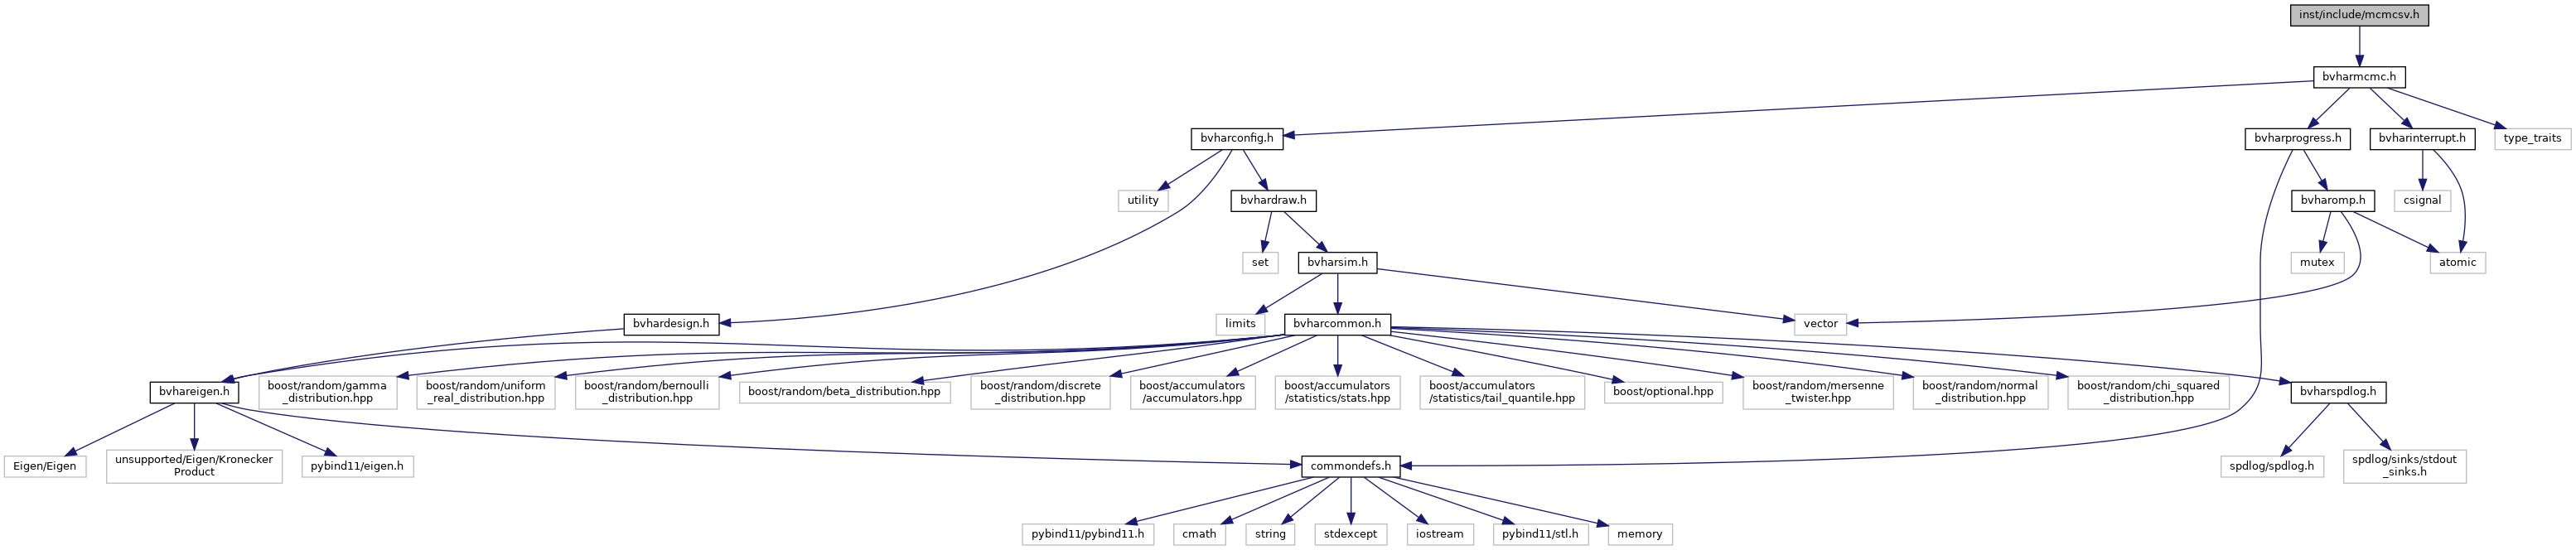 inst/include/mcmcsv.h
bvharmcmc.h
bvharconfig.h
bvharprogress.h
bvharinterrupt.h
type_traits
utility
bvhardraw.h
bvharomp.h
csignal
set
bvharsim.h
mutex
atomic
bvhardesign.h
limits
bvharcommon.h
vector
bvhareigen.h
boost/random/gamma
_distribution.hpp
boost/random/uniform
_real_distribution.hpp
boost/random/bernoulli
_distribution.hpp
boost/random/beta_distribution.hpp
boost/random/discrete
_distribution.hpp
boost/accumulators
/accumulators.hpp
boost/accumulators
/statistics/stats.hpp
boost/accumulators
/statistics/tail_quantile.hpp
boost/optional.hpp
boost/random/mersenne
_twister.hpp
boost/random/normal
_distribution.hpp
boost/random/chi_squared
_distribution.hpp
bvharspdlog.h
Eigen/Eigen
unsupported/Eigen/Kronecker
Product
pybind11/eigen.h
commondefs.h
spdlog/spdlog.h
spdlog/sinks/stdout
_sinks.h
pybind11/pybind11.h
cmath
string
stdexcept
iostream
pybind11/stl.h
memory